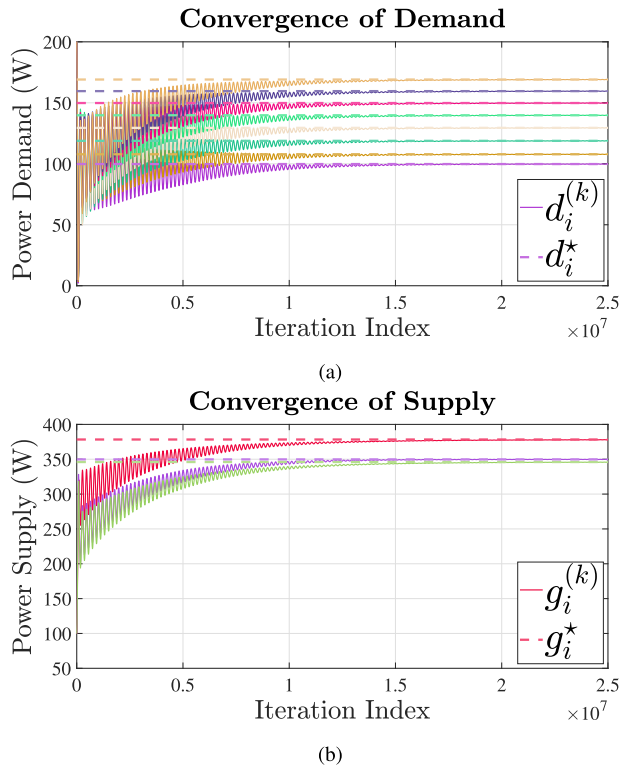 Convergence of Demand
Power Demand (W)
200
150
100
50
0
d_i^{(k)}
d_i^⋆
0 0.5 1 1.5 2 2.5
×10^7
Iteration Index
(a)
Convergence of Supply
Power Supply (W)
400
350
300
250
200
150
100
50
g_i^{(k)}
g_i^⋆
0 0.5 1 1.5 2 2.5
×10^7
Iteration Index
(b)